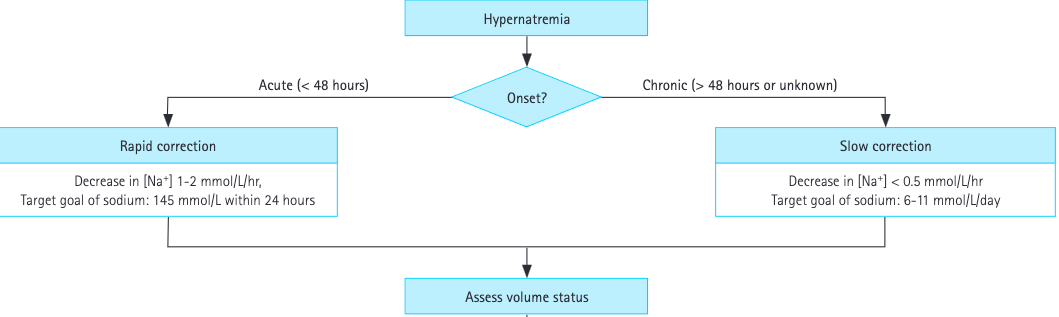 Hypernatremia
Acute (< 48 hours)
Chronic (> 48 hours or unknown)
Onset?
Rapid correction
Slow correction
Decrease in [Na⁺] 1-2 mmol/L/hr,
Target goal of sodium: 145 mmol/L within 24 hours
Decrease in [Na⁺] < 0.5 mmol/L/hr
Target goal of sodium: 6-11 mmol/L/day
Assess volume status